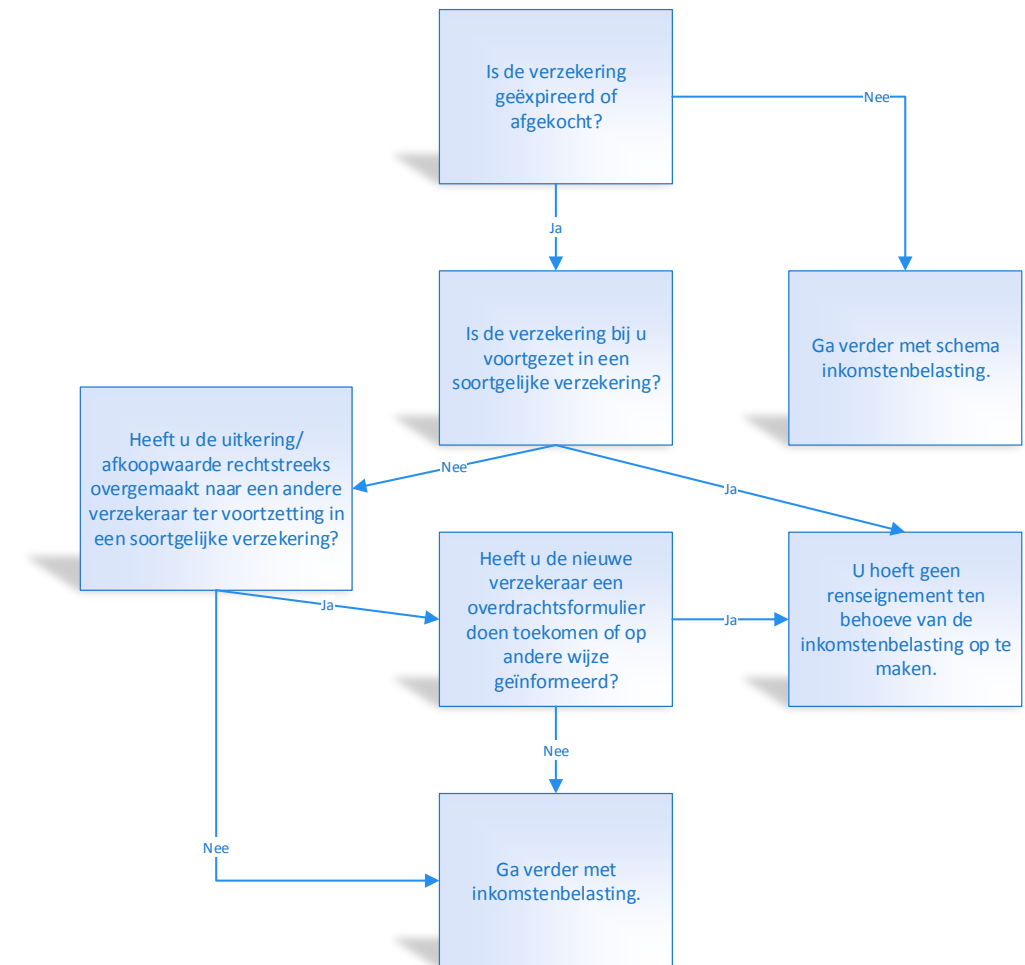 Is de verzekering
geëxpireerd of
afgekocht?
Nee
Ja
Is de verzekering bij u
voortgezet in een
soortgelijke verzekering?
Ga verder met schema
inkomstenbelasting.
Nee
Ja
Heeft u de uitkering/
afkoopwaarde rechtstreeks
overgemaakt naar een andere
verzekeraar ter voortzetting in
een soortgelijke verzekering?
Ja
Heeft u de nieuwe
verzekeraar een
overdrachtsformulier
doen toekomen of op
andere wijze
geïnformeerd?
Ja
U hoeft geen
renseignement ten
behoeve van de
inkomstenbelasting op te
maken.
Nee
Nee
Ga verder met
inkomstenbelasting.